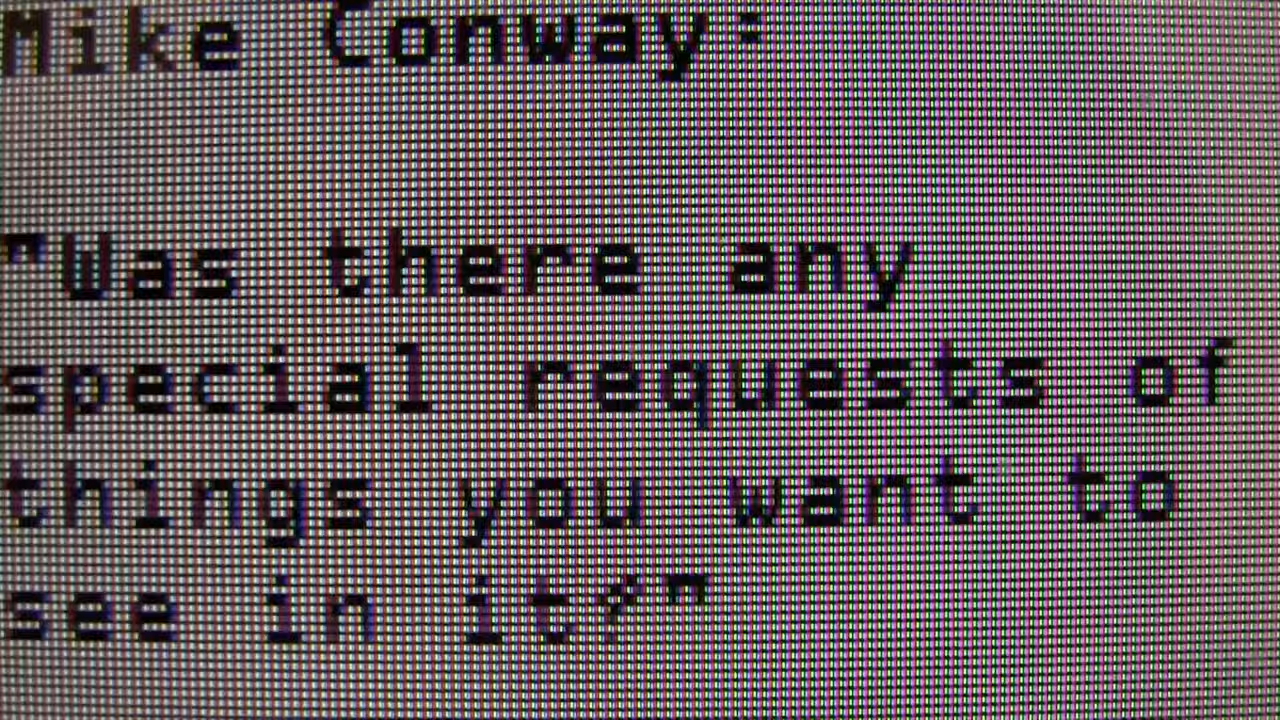 Mike Conway:
"Was there any
special requests of
things you want to
see in it?"